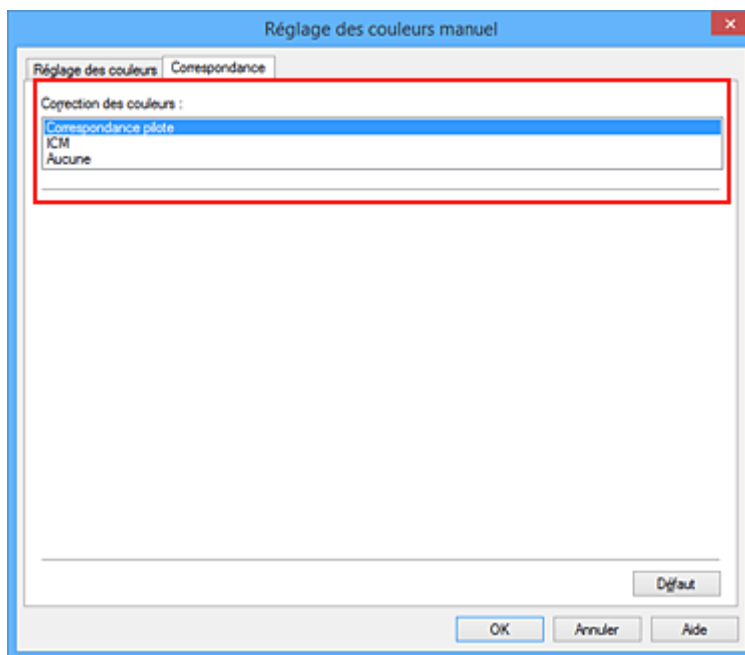 Réglage des couleurs manuel
Réglage des couleurs Correspondance
Correction des couleurs :
Correspondance pilote
ICM
Aucune
Défaut
OK Annuler Aide